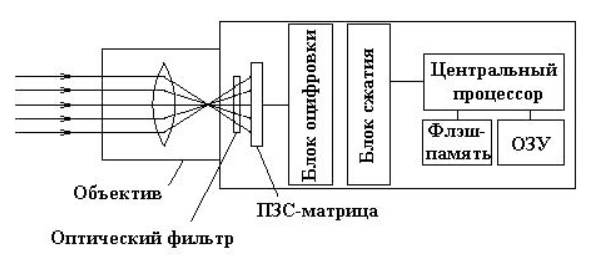 Блок оцифровки
Блок сжатия
Центральный
процессор
Флэш-
память
ОЗУ
Объектив
ПЗС-матрица
Оптический фильтр